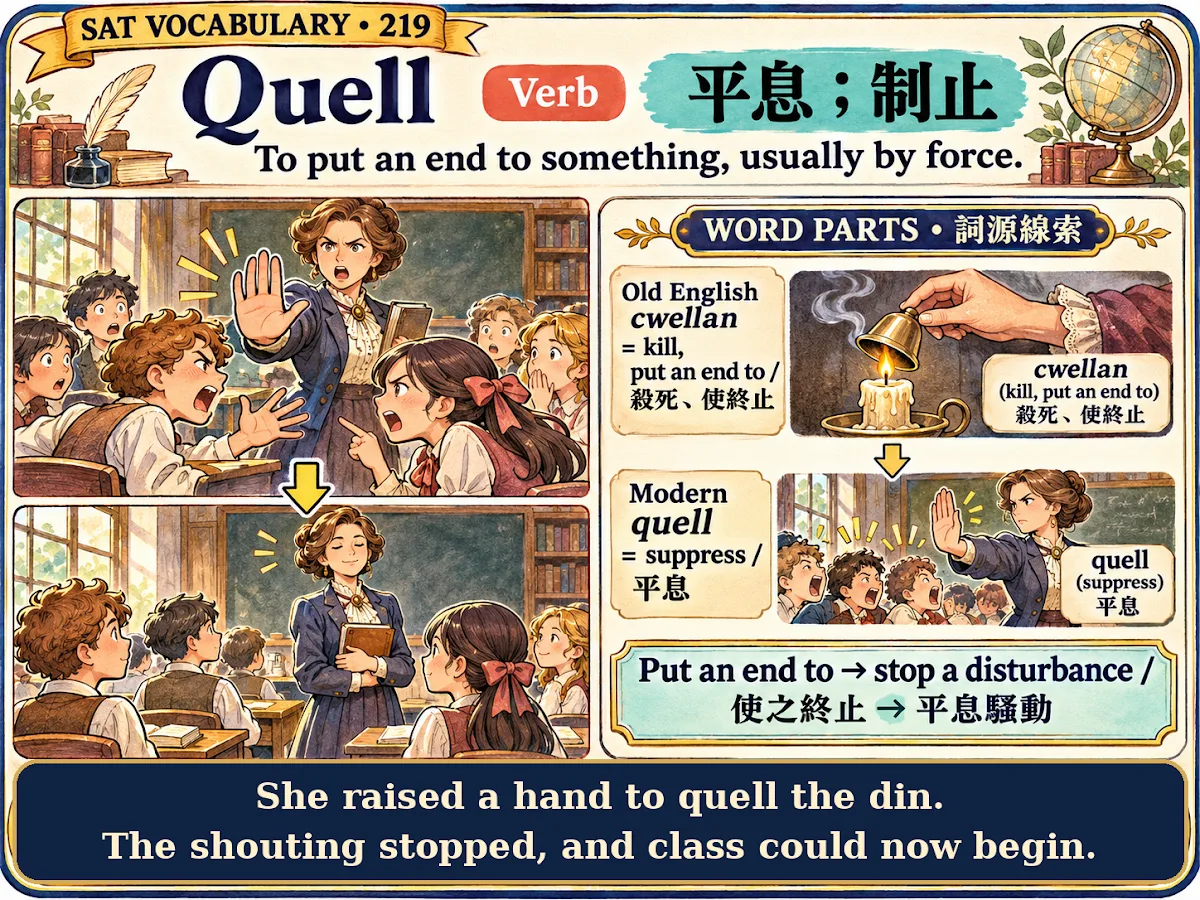 SAT VOCABULARY • 219
Quell
Verb
平息；制止
To put an end to something, usually by force.
WORD PARTS • 詞源線索
Old English
cwellan
= kill,
put an end to /
殺死、使終止
cwellan
(kill, put an end to)
殺死、使終止
Modern
quell
= suppress /
平息
quell
(suppress)
平息
Put an end to → stop a disturbance /
使之終止 → 平息騷動
She raised a hand to quell the din.
The shouting stopped, and class could now begin.